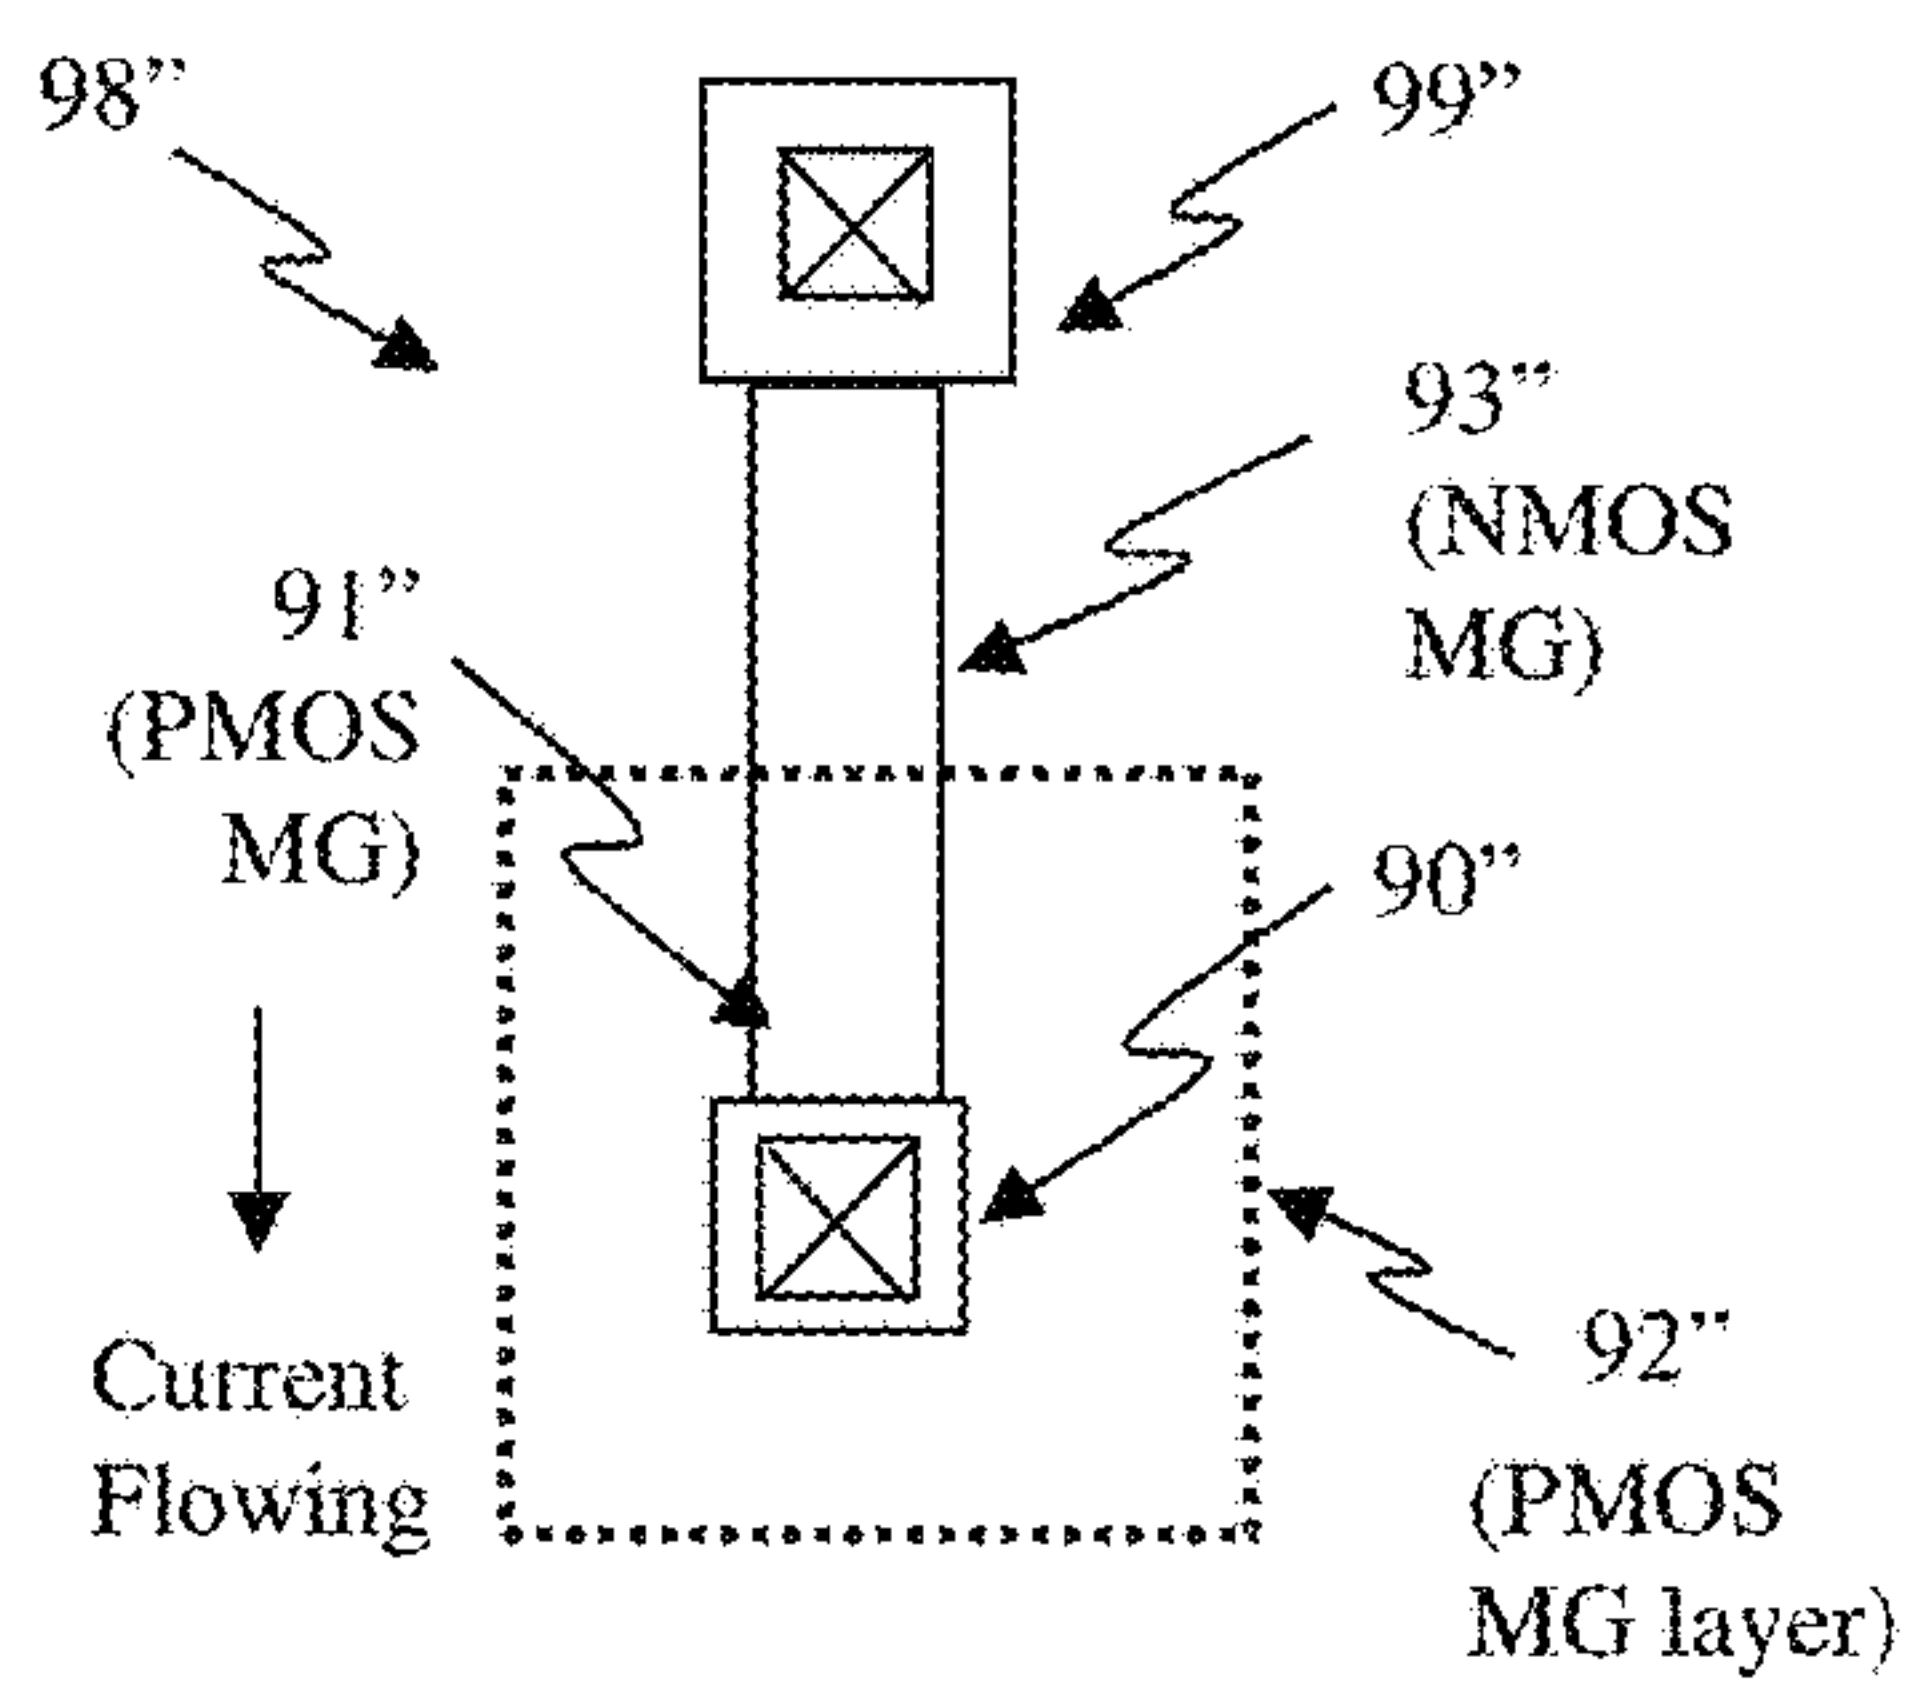 98”
99”
93”
(NMOS
MG)
91”
(PMOS
MG)
90”
Current
Flowing
92”
(PMOS
MG layer)